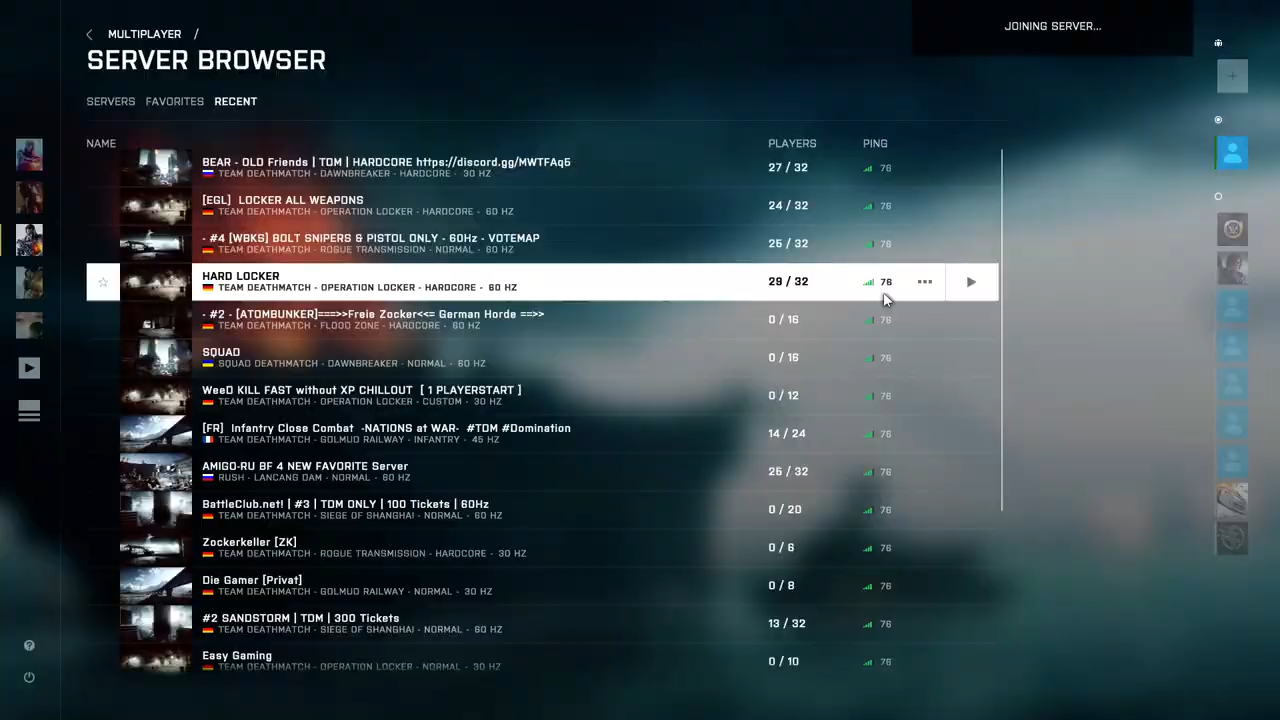 JOINING SERVER...
MULTIPLAYER /
SERVER BROWSER
SERVERS FAVORITES RECENT
NAME PLAYERS PING
BEAR - OLD Friends | TDM | HARDCORE https://discord.gg/MWTFAq5
TEAM DEATHMATCH - DAWNBREAKER - HARDCORE - 30 HZ
27 / 32 76
[EGL] LOCKER ALL WEAPONS
TEAM DEATHMATCH - OPERATION LOCKER - HARDCORE - 60 HZ
24 / 32 76
- #4 [WBKS] BOLT SNIPERS & PISTOL ONLY - 60Hz - VOTEMAP
TEAM DEATHMATCH - ROGUE TRANSMISSION - NORMAL - 60 HZ
25 / 32 76
HARD LOCKER
TEAM DEATHMATCH - OPERATION LOCKER - HARDCORE - 60 HZ
29 / 32 76
- #2 - [ATOMBUNKER]===>>Freie Zocker<<= German Horde ==>>
TEAM DEATHMATCH - FLOOD ZONE - HARDCORE - 60 HZ
0 / 16 76
SQUAD
SQUAD DEATHMATCH - DAWNBREAKER - NORMAL - 60 HZ
0 / 16 76
WeeD KILL FAST without XP CHILLOUT [ 1 PLAYERSTART ]
TEAM DEATHMATCH - OPERATION LOCKER - CUSTOM - 30 HZ
0 / 12 76
[FR] Infantry Close Combat -NATIONS at WAR- #TDM #Domination
TEAM DEATHMATCH - GOLMUD RAILWAY - INFANTRY - 45 HZ
14 / 24 76
AMIGO-RU BF 4 NEW FAVORITE Server
RUSH - LANCANG DAM - NORMAL - 60 HZ
26 / 32 76
BattleClub.net! | #3 | TDM ONLY | 100 Tickets | 60Hz
TEAM DEATHMATCH - SIEGE OF SHANGHAI - NORMAL - 60 HZ
0 / 20 76
Zockerkeller [ZK]
TEAM DEATHMATCH - ROGUE TRANSMISSION - HARDCORE - 30 HZ
0 / 6 76
Die Gamer [Privat]
TEAM DEATHMATCH - GOLMUD RAILWAY - NORMAL - 30 HZ
0 / 8 76
#2 SANDSTORM | TDM | 300 Tickets
TEAM DEATHMATCH - SIEGE OF SHANGHAI - NORMAL - 60 HZ
13 / 32 76
Easy Gaming
TEAM DEATHMATCH - OPERATION LOCKER - NORMAL - 30 HZ
0 / 10 76